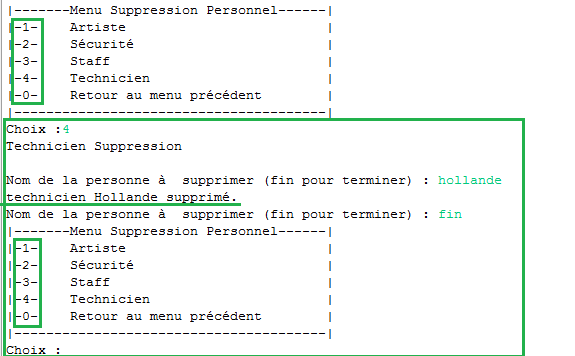 |-------Menu Suppression Personnel------|
|-1-    Artiste                         |
|-2-    Sécurité                        |
|-3-    Staff                           |
|-4-    Technicien                      |
|-0-    Retour au menu précédent        |
|---------------------------------------|
Choix :4
Technicien Suppression
Nom de la personne à  supprimer (fin pour terminer) : hollande
technicien Hollande supprimé.
Nom de la personne à  supprimer (fin pour terminer) : fin
|-------Menu Suppression Personnel------|
|-1-    Artiste                         |
|-2-    Sécurité                        |
|-3-    Staff                           |
|-4-    Technicien                      |
|-0-    Retour au menu précédent        |
|---------------------------------------|
Choix :